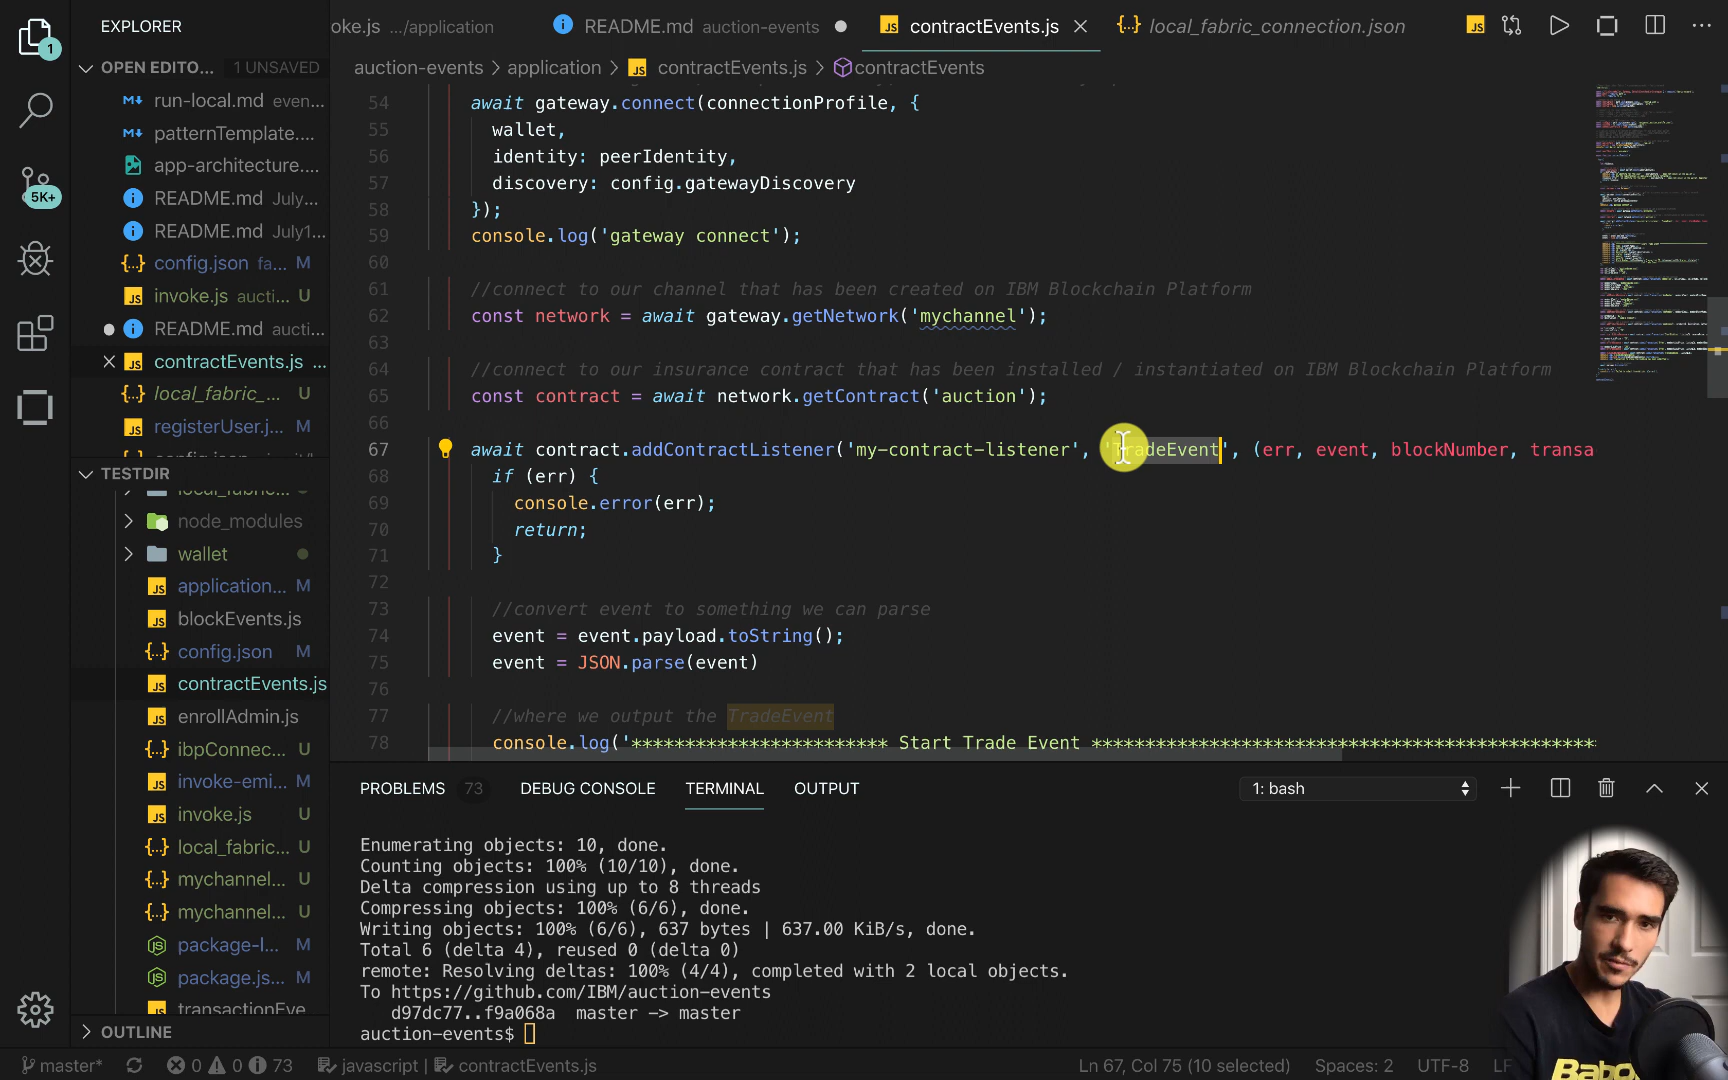 1
5K+
EXPLORER
OPEN EDITO... 1 UNSAVED
run-local.md even...
patternTemplate....
app-architecture....
README.md July...
README.md July1...
config.json fa... M
invoke.js aucti... U
README.md aucti...
contractEvents.js ...
local_fabric_... U
registerUser.j... M
TESTDIR
node_modules
wallet
application... M
blockEvents.js
config.json M
contractEvents.js
enrollAdmin.js
ibpConnec... U
invoke-emi... M
invoke.js U
local_fabric... U
mychannel... U
mychannel... U
package-l... M
package.js... M
transactionEve
OUTLINE
oke.js .../application
README.md auction-events
contractEvents.js
local_fabric_connection.json
auction-events > application > contractEvents.js > contractEvents
54 await gateway.connect(connectionProfile, {
55 wallet,
56 identity: peerIdentity,
57 discovery: config.gatewayDiscovery
58 });
59 console.log('gateway connect');
60
61 //connect to our channel that has been created on IBM Blockchain Platform
62 const network = await gateway.getNetwork('mychannel');
63
64 //connect to our insurance contract that has been installed / instantiated on IBM Blockchain Platform
65 const contract = await network.getContract('auction');
66
67 await contract.addContractListener('my-contract-listener', 'TradeEvent', (err, event, blockNumber, transa
68 if (err) {
69 console.error(err);
70 return;
71 }
72
73 //convert event to something we can parse
74 event = event.payload.toString();
75 event = JSON.parse(event)
76
77 //where we output the TradeEvent
78 console.log('************************ Start Trade Event ***********************************************
PROBLEMS 73 DEBUG CONSOLE TERMINAL OUTPUT 1: bash
Enumerating objects: 10, done.
Counting objects: 100% (10/10), done.
Delta compression using up to 8 threads
Compressing objects: 100% (6/6), done.
Writing objects: 100% (6/6), 637 bytes | 637.00 KiB/s, done.
Total 6 (delta 4), reused 0 (delta 0)
remote: Resolving deltas: 100% (4/4), completed with 2 local objects.
To https://github.com/IBM/auction-events
d97dc77..f9a068a master -> master
auction-events$
master* 0 0 73 javascript | contractEvents.js Ln 67, Col 75 (10 selected) Spaces: 2 UTF-8 LF